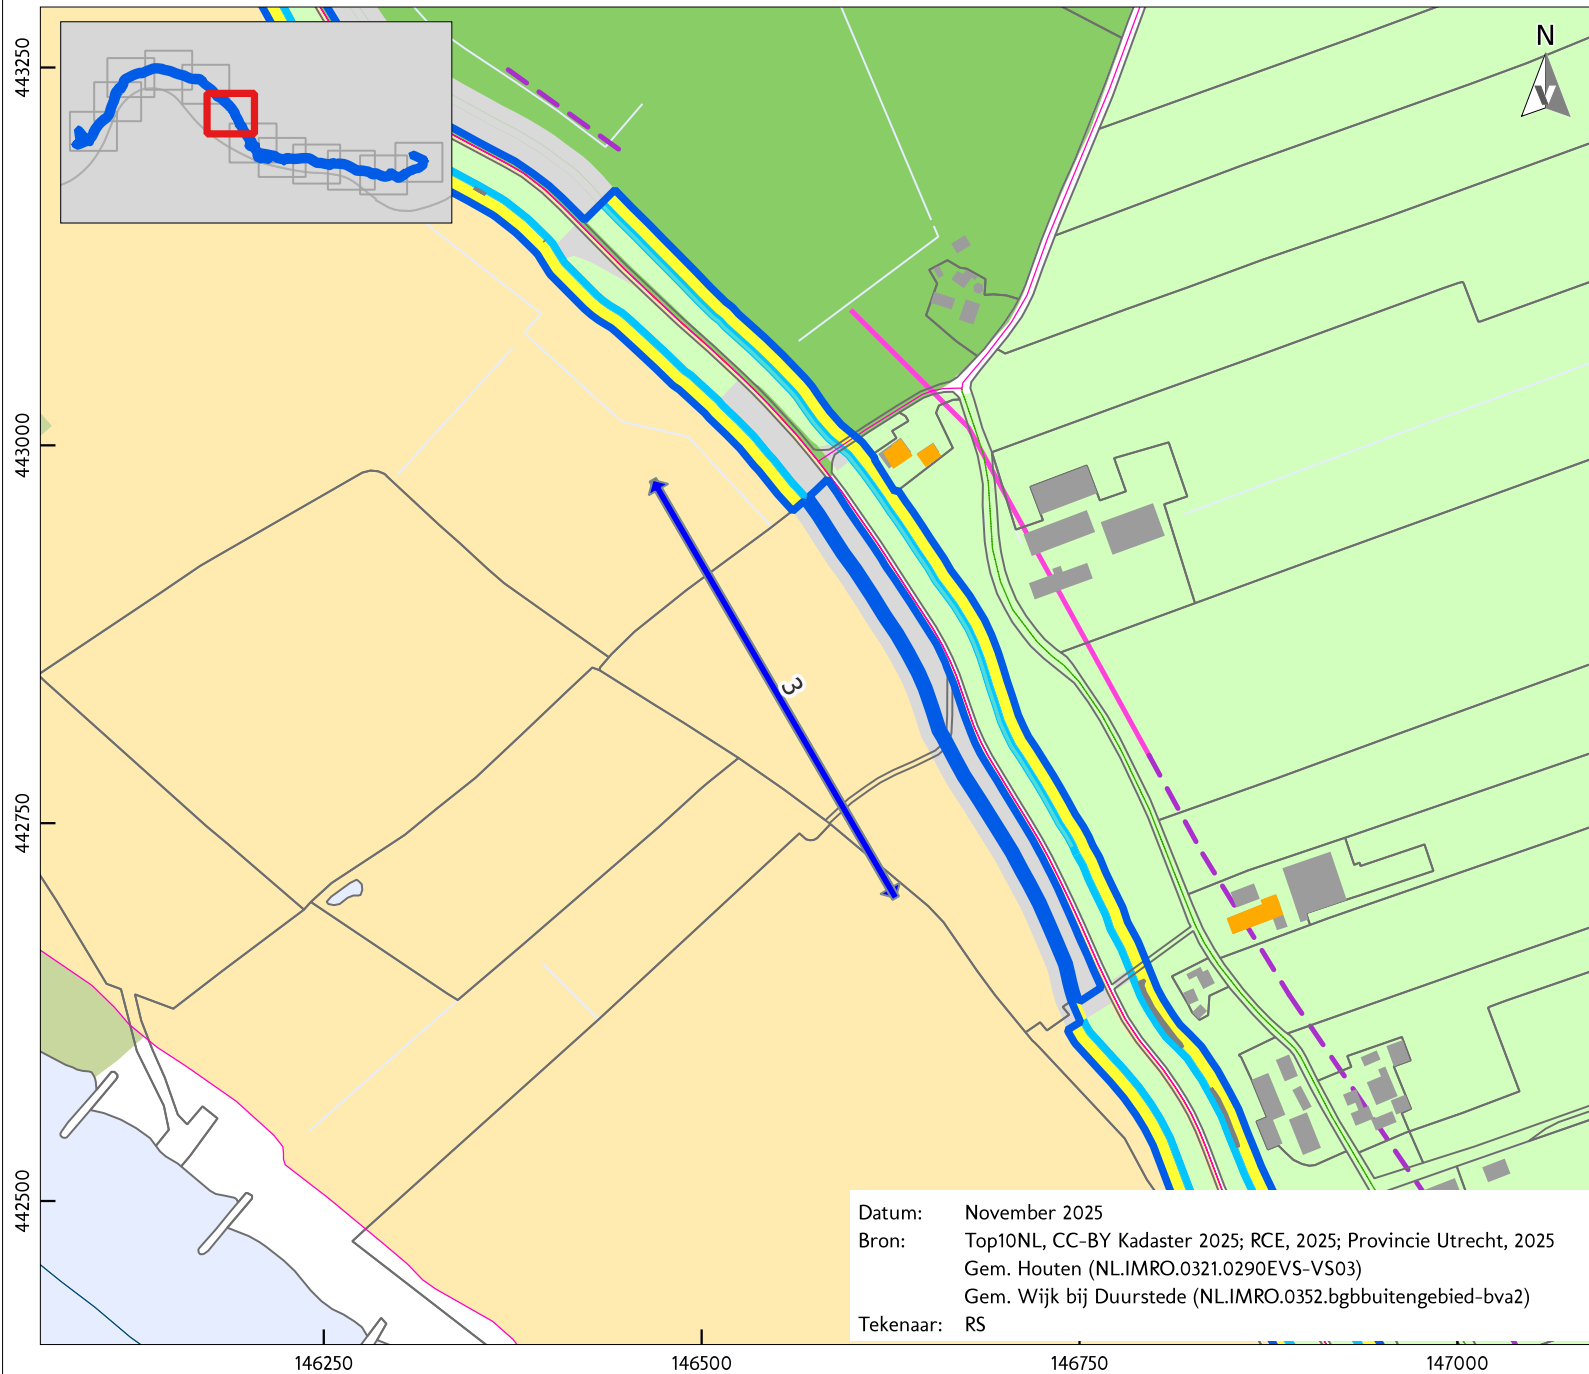 N
443250
443000
442750
442500
3
Datum: November 2025
Bron: Top10NL, CC-BY Kadaster 2025; RCE, 2025; Provincie Utrecht, 2025
Gem. Houten (NL.IMRO.0321.0290EVS-VS03)
Gem. Wijk bij Duurstede (NL.IMRO.0352.bgbbuitengebied-bva2)
Tekenaar: RS
146250 146500 146750 147000